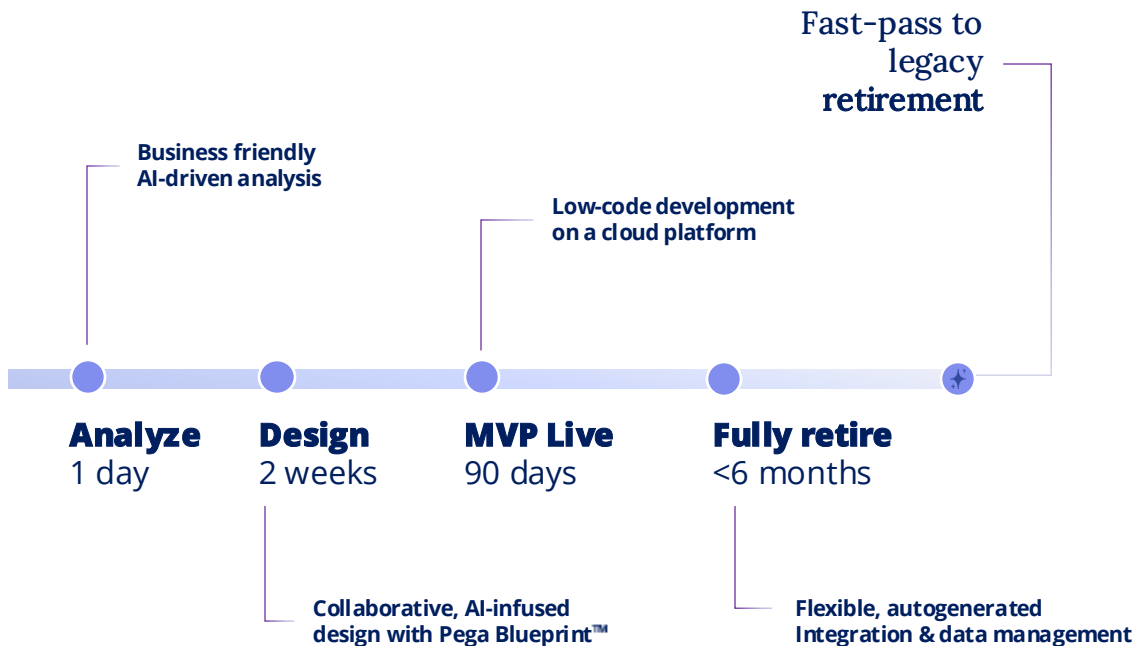 Fast-pass to
legacy
retirement
Business friendly
AI-driven analysis
Low-code development
on a cloud platform
Analyze
1 day
Design
2 weeks
MVP Live
90 days
Fully retire
<6 months
Collaborative, AI-infused
design with Pega Blueprint™
Flexible, autogenerated
Integration & data management